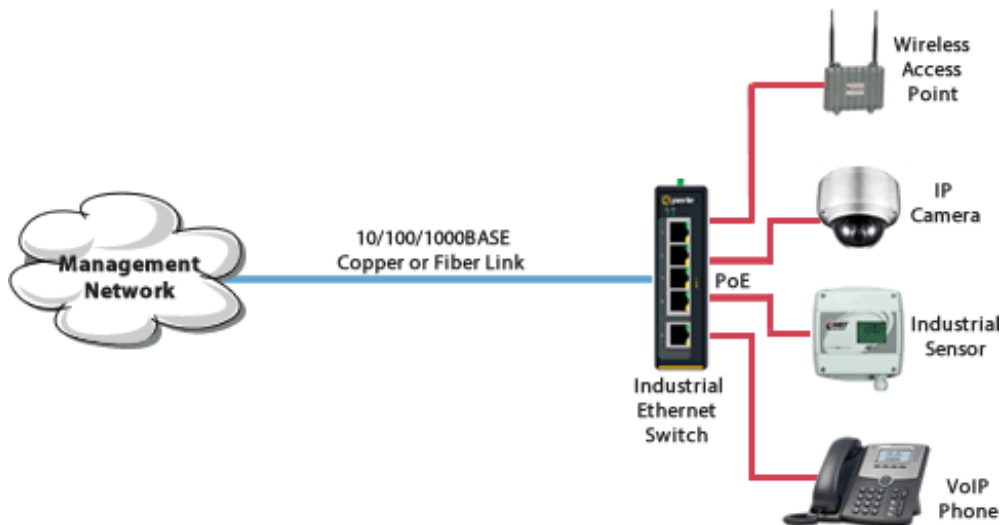 Wireless
Access
Point
IP
Camera
10/100/1000BASE
Copper or Fiber Link
Management
Network
perle
PoE
Industrial
Sensor
Industrial
Ethernet
Switch
VoIP
Phone